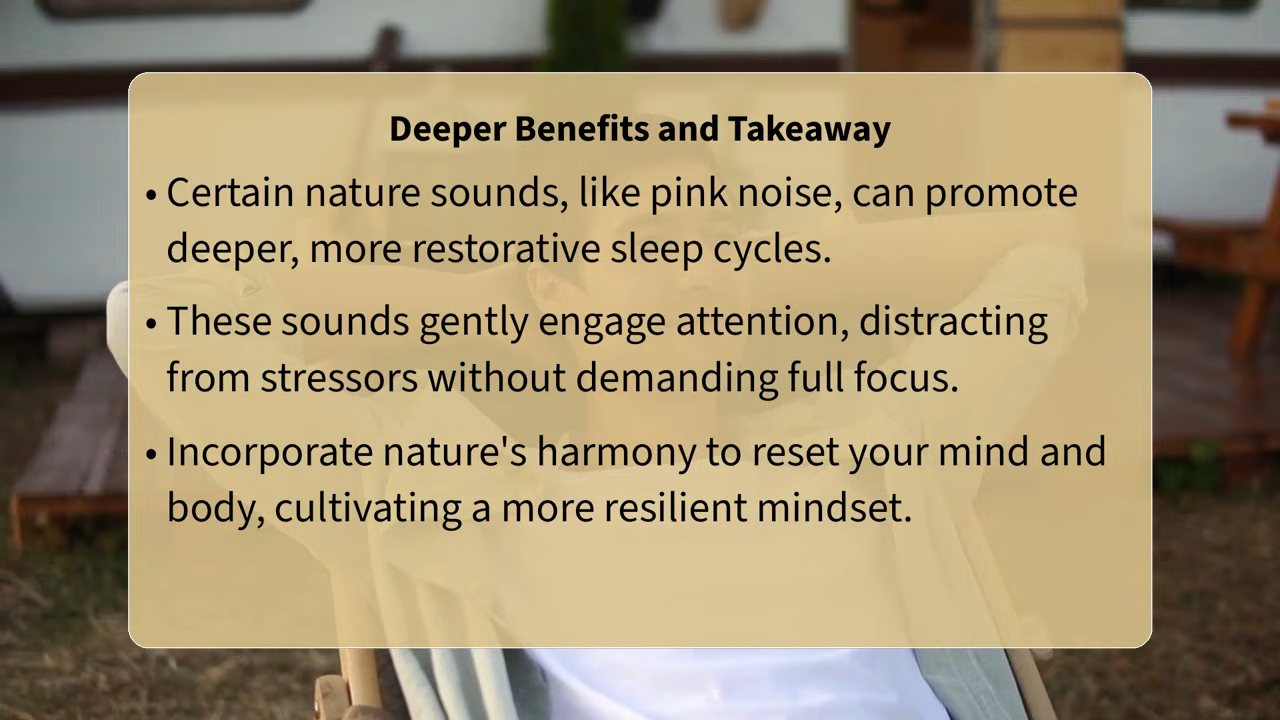 Deeper Benefits and Takeaway
• Certain nature sounds, like pink noise, can promote
deeper, more restorative sleep cycles.
• These sounds gently engage attention, distracting
from stressors without demanding full focus.
• Incorporate nature's harmony to reset your mind and
body, cultivating a more resilient mindset.